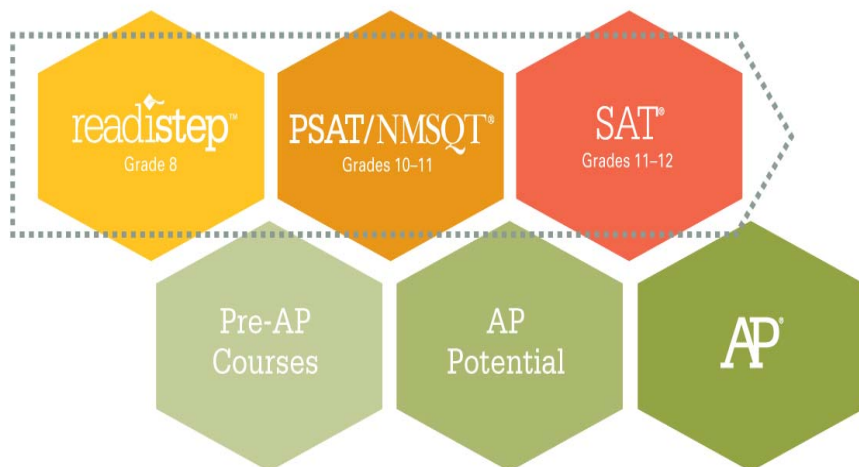 readistep™
Grade 8
PSAT/NMSQT®
Grades 10–11
SAT®
Grades 11–12
Pre-AP
Courses
AP
Potential
AP®